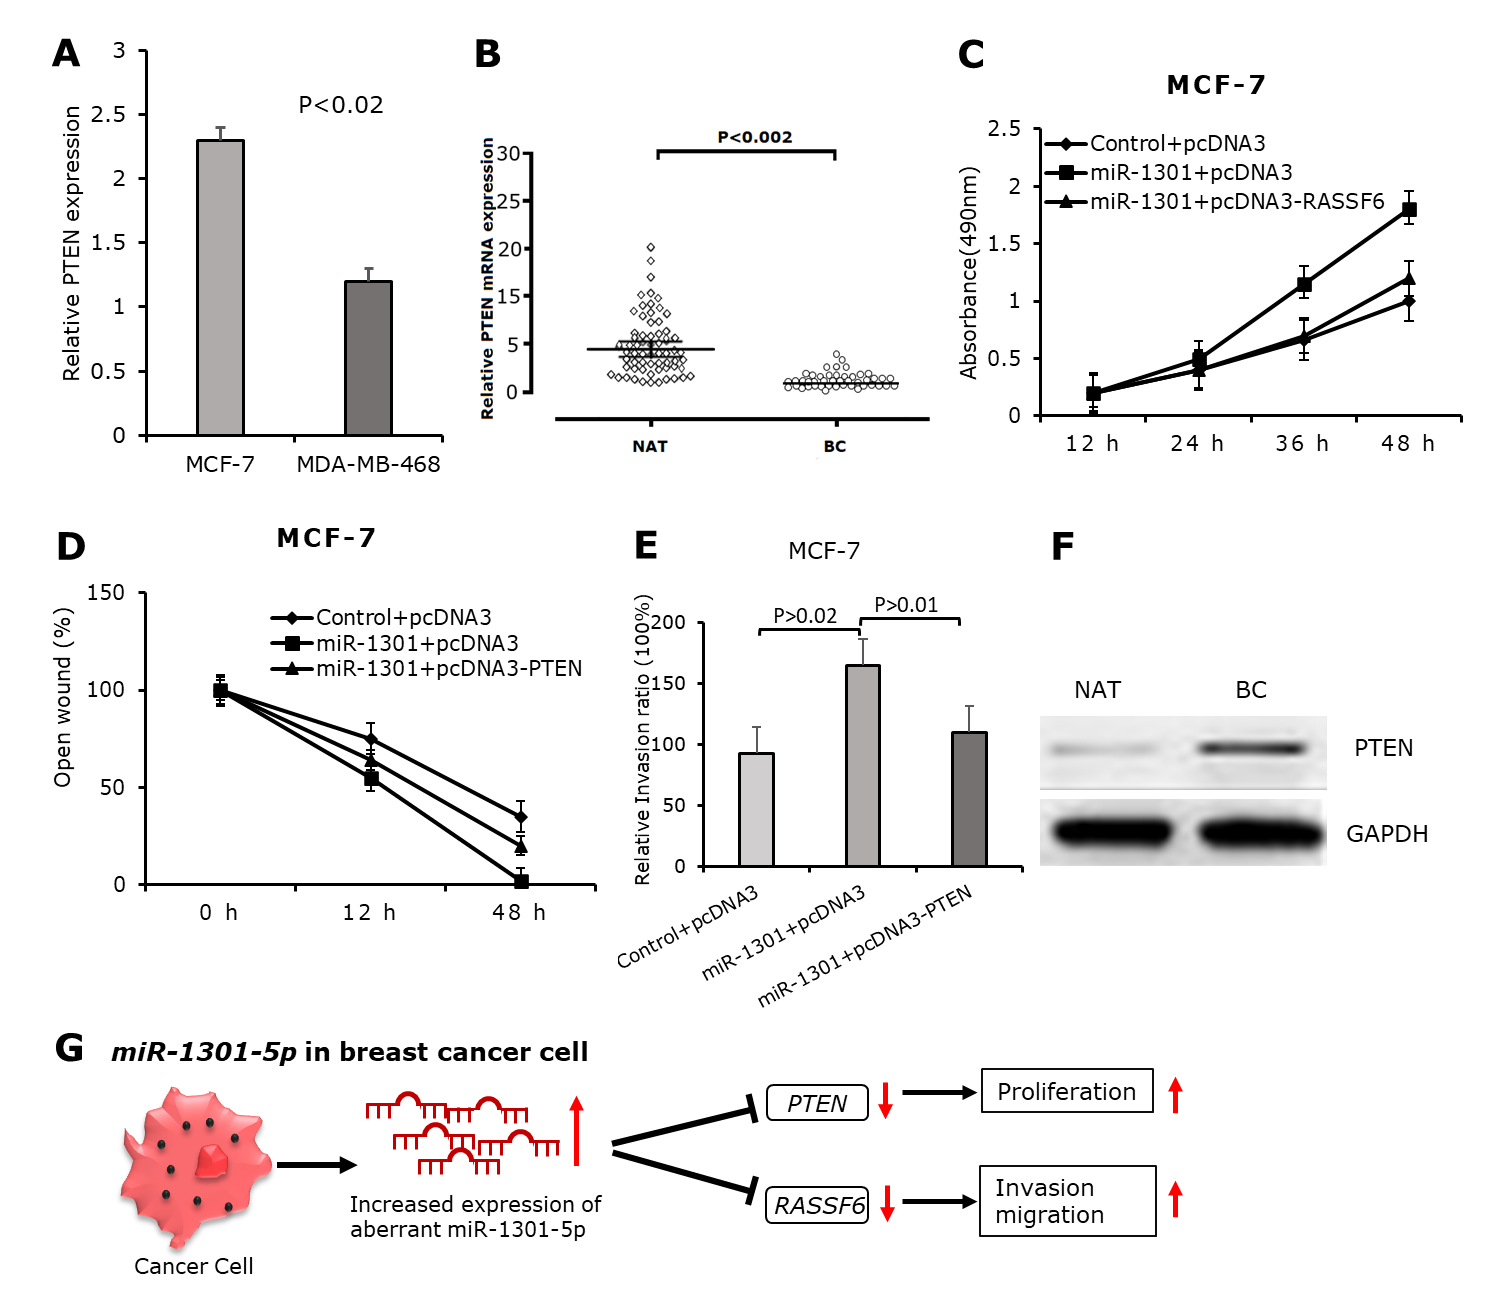 A
3
2.5
2
1.5
1
0.5
0
Relative PTEN expression
P<0.02
MCF-7
MDA-MB-468
B
P<0.002
30
25
20
15
5
0
Relative PTEN mRNA expression
NAT
BC
C
MCF-7
2.5
2
1.5
1
0.5
0
Absorbance(490nm)
Control+pcDNA3
miR-1301+pcDNA3
miR-1301+pcDNA3-RASSF6
12 h
24 h
36 h
48 h
D
MCF-7
150
100
50
0
Open wound (%)
Control+pcDNA3
miR-1301+pcDNA3
miR-1301+pcDNA3-PTEN
0 h
12 h
48 h
E
MCF-7
P>0.02
P>0.01
200
150
100
50
0
Relative Invasion ratio (100%)
Control+pcDNA3
miR-1301+pcDNA3
miR-1301+pcDNA3-PTEN
F
NAT
BC
PTEN
GAPDH
G
miR-1301-5p in breast cancer cell
Cancer Cell
Increased expression of
aberrant miR-1301-5p
PTEN
Proliferation
RASSF6
Invasion
migration